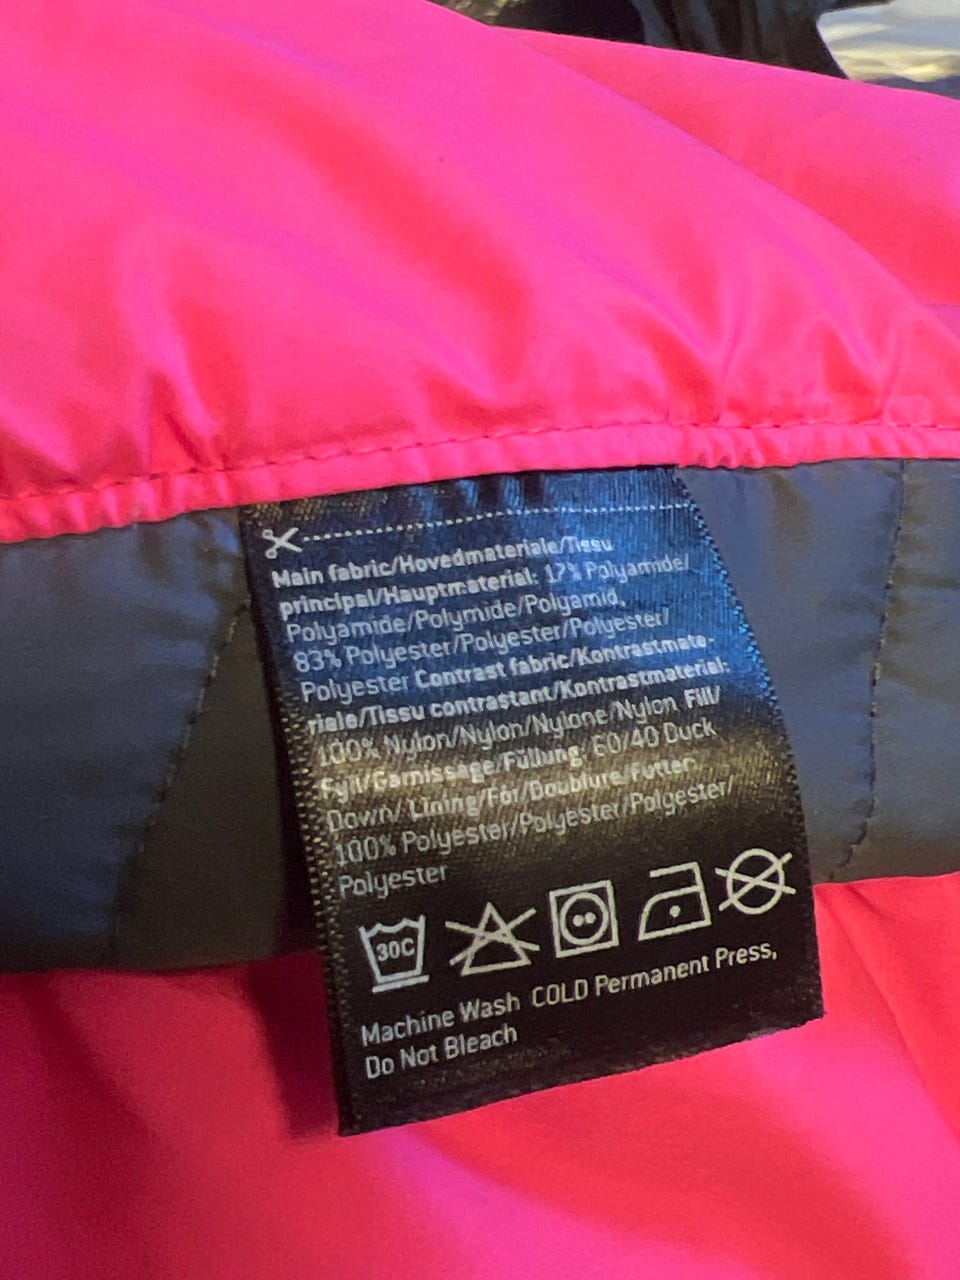 Main fabric/Hovedmateriale/Tissu
principal/Hauptmaterial: 17% Polyamide/
Polyamide/Polymide/Polyamid,
83% Polyester/Polyester/Polyester/
Polyester Contrast fabric/Kontrastmate-
riale/Tissu contrastant/Kontrastmaterial:
100% Nylon/Nylon/Nylone/Nylon Fill/
Fyll/Garnissage/Füllung: 60/40 Duck
Down/ Lining/Fôr/Doublure/Futter:
100% Polyester/Polyester/Polyester/
Polyester
30C
Machine Wash COLD Permanent Press,
Do Not Bleach